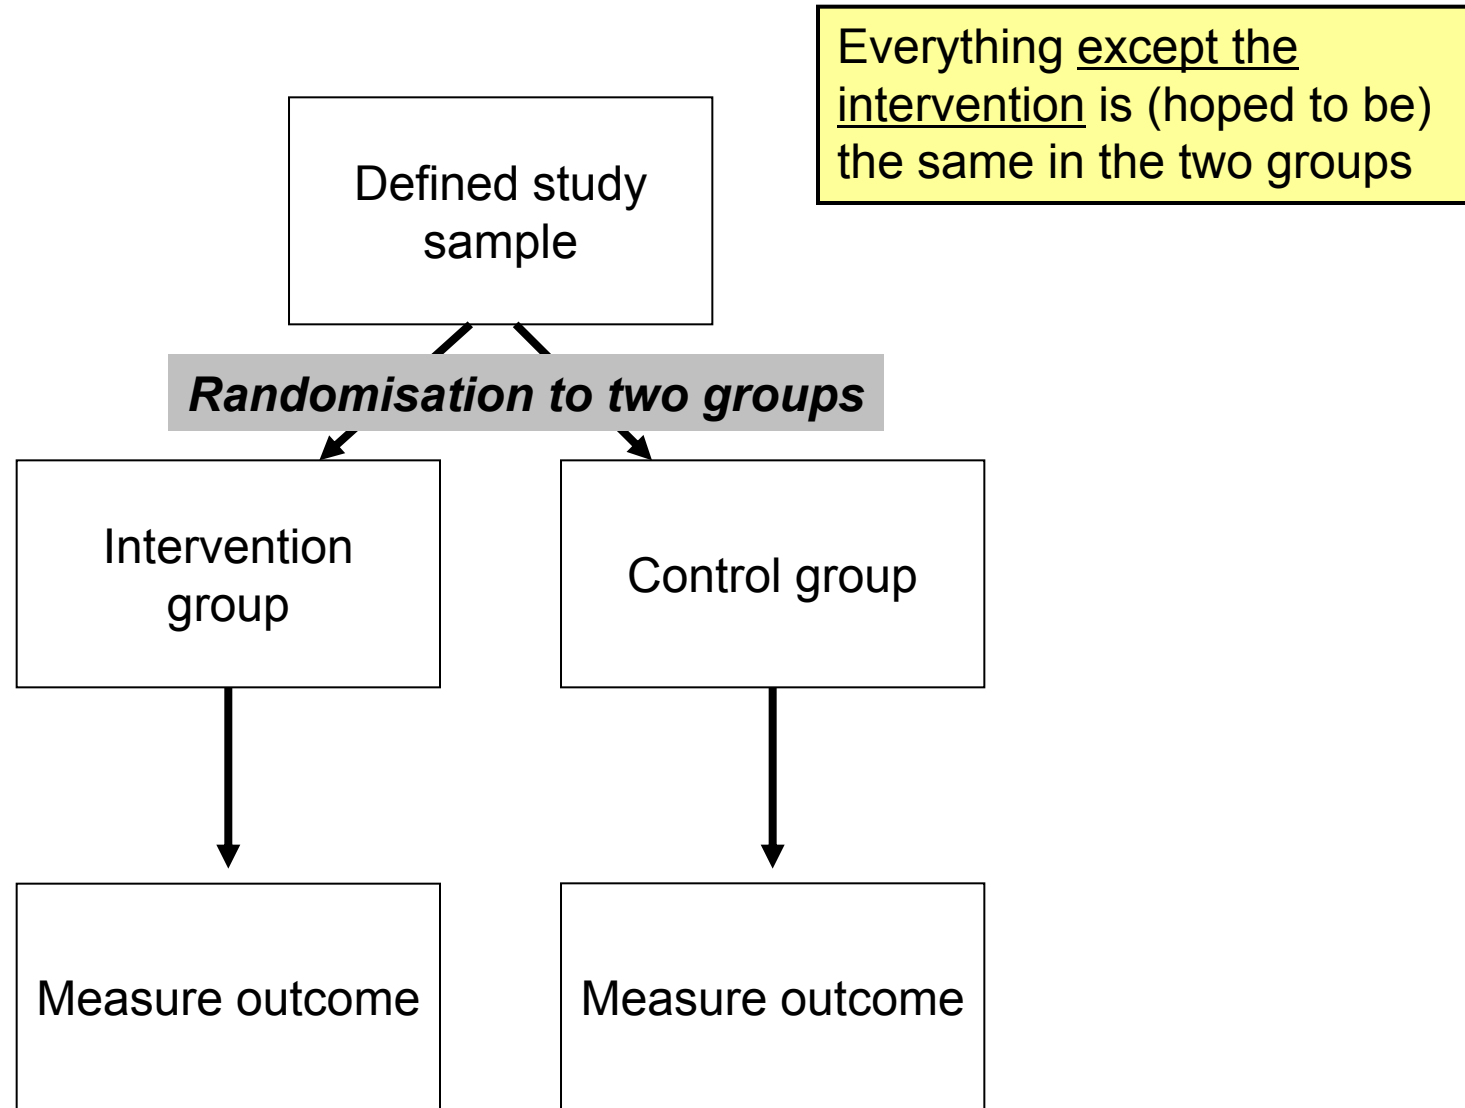 Everything except the
intervention is (hoped to be)
the same in the two groups
Defined study
sample
Randomisation to two groups
Intervention
group
Control group
Measure outcome
Measure outcome